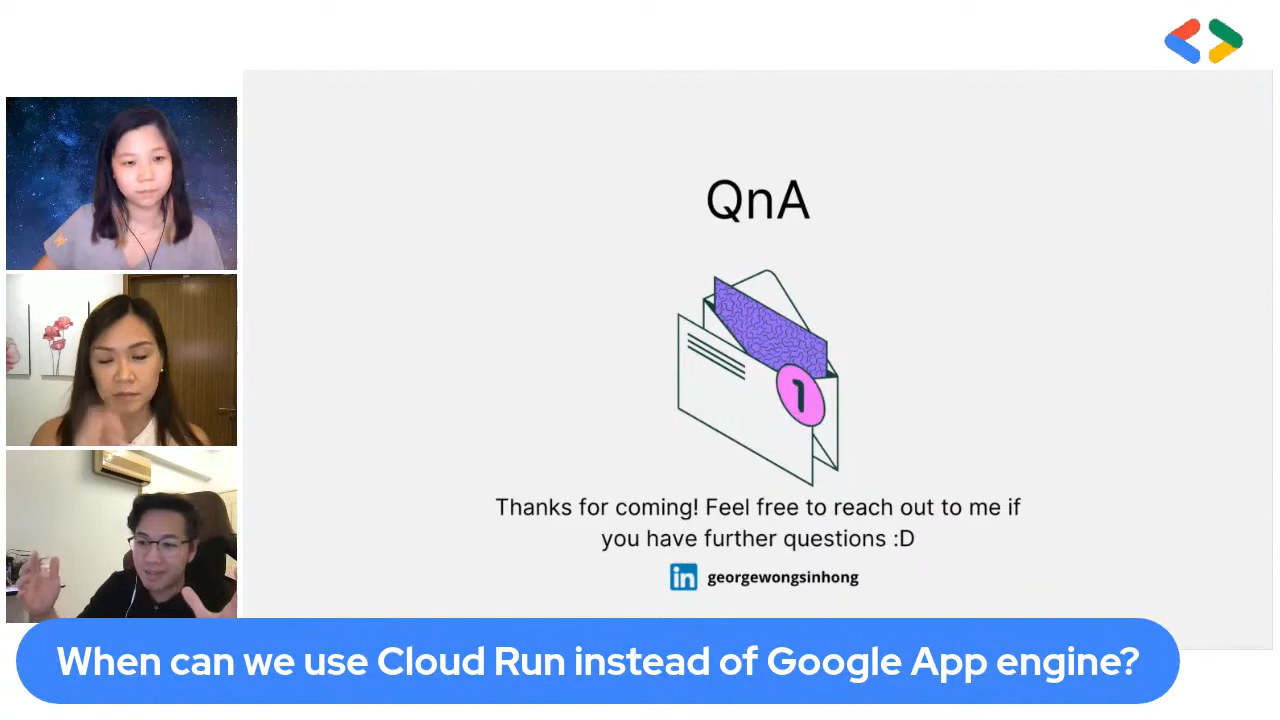 QnA
1
Thanks for coming! Feel free to reach out to me if
you have further questions :D
in georgewongsinhong
When can we use Cloud Run instead of Google App engine?